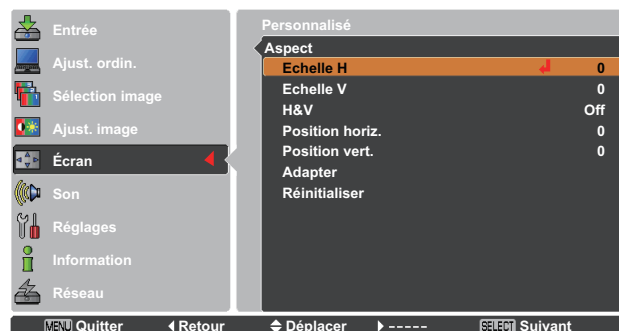 Entrée
Ajust. ordin.
Sélection image
Ajust. image
Écran
Son
Réglages
Information
Réseau
Personnalisé
Aspect
Echelle H 0
Echelle V 0
H&V Off
Position horiz. 0
Position vert. 0
Adapter
Réinitialiser
MENU Quitter Retour Déplacer ----- SELECT Suivant